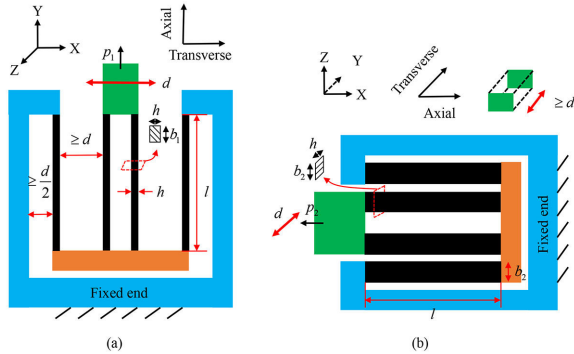 Y
X
Z
Axial
Transverse
p₁
d
h
b₁
≥ d
≥ d/2
h
l
Fixed end
(a)
Z
Y
X
Transverse
Axial
≥ d
h
b₂
d
p₂
Fixed end
b₂
l
(b)